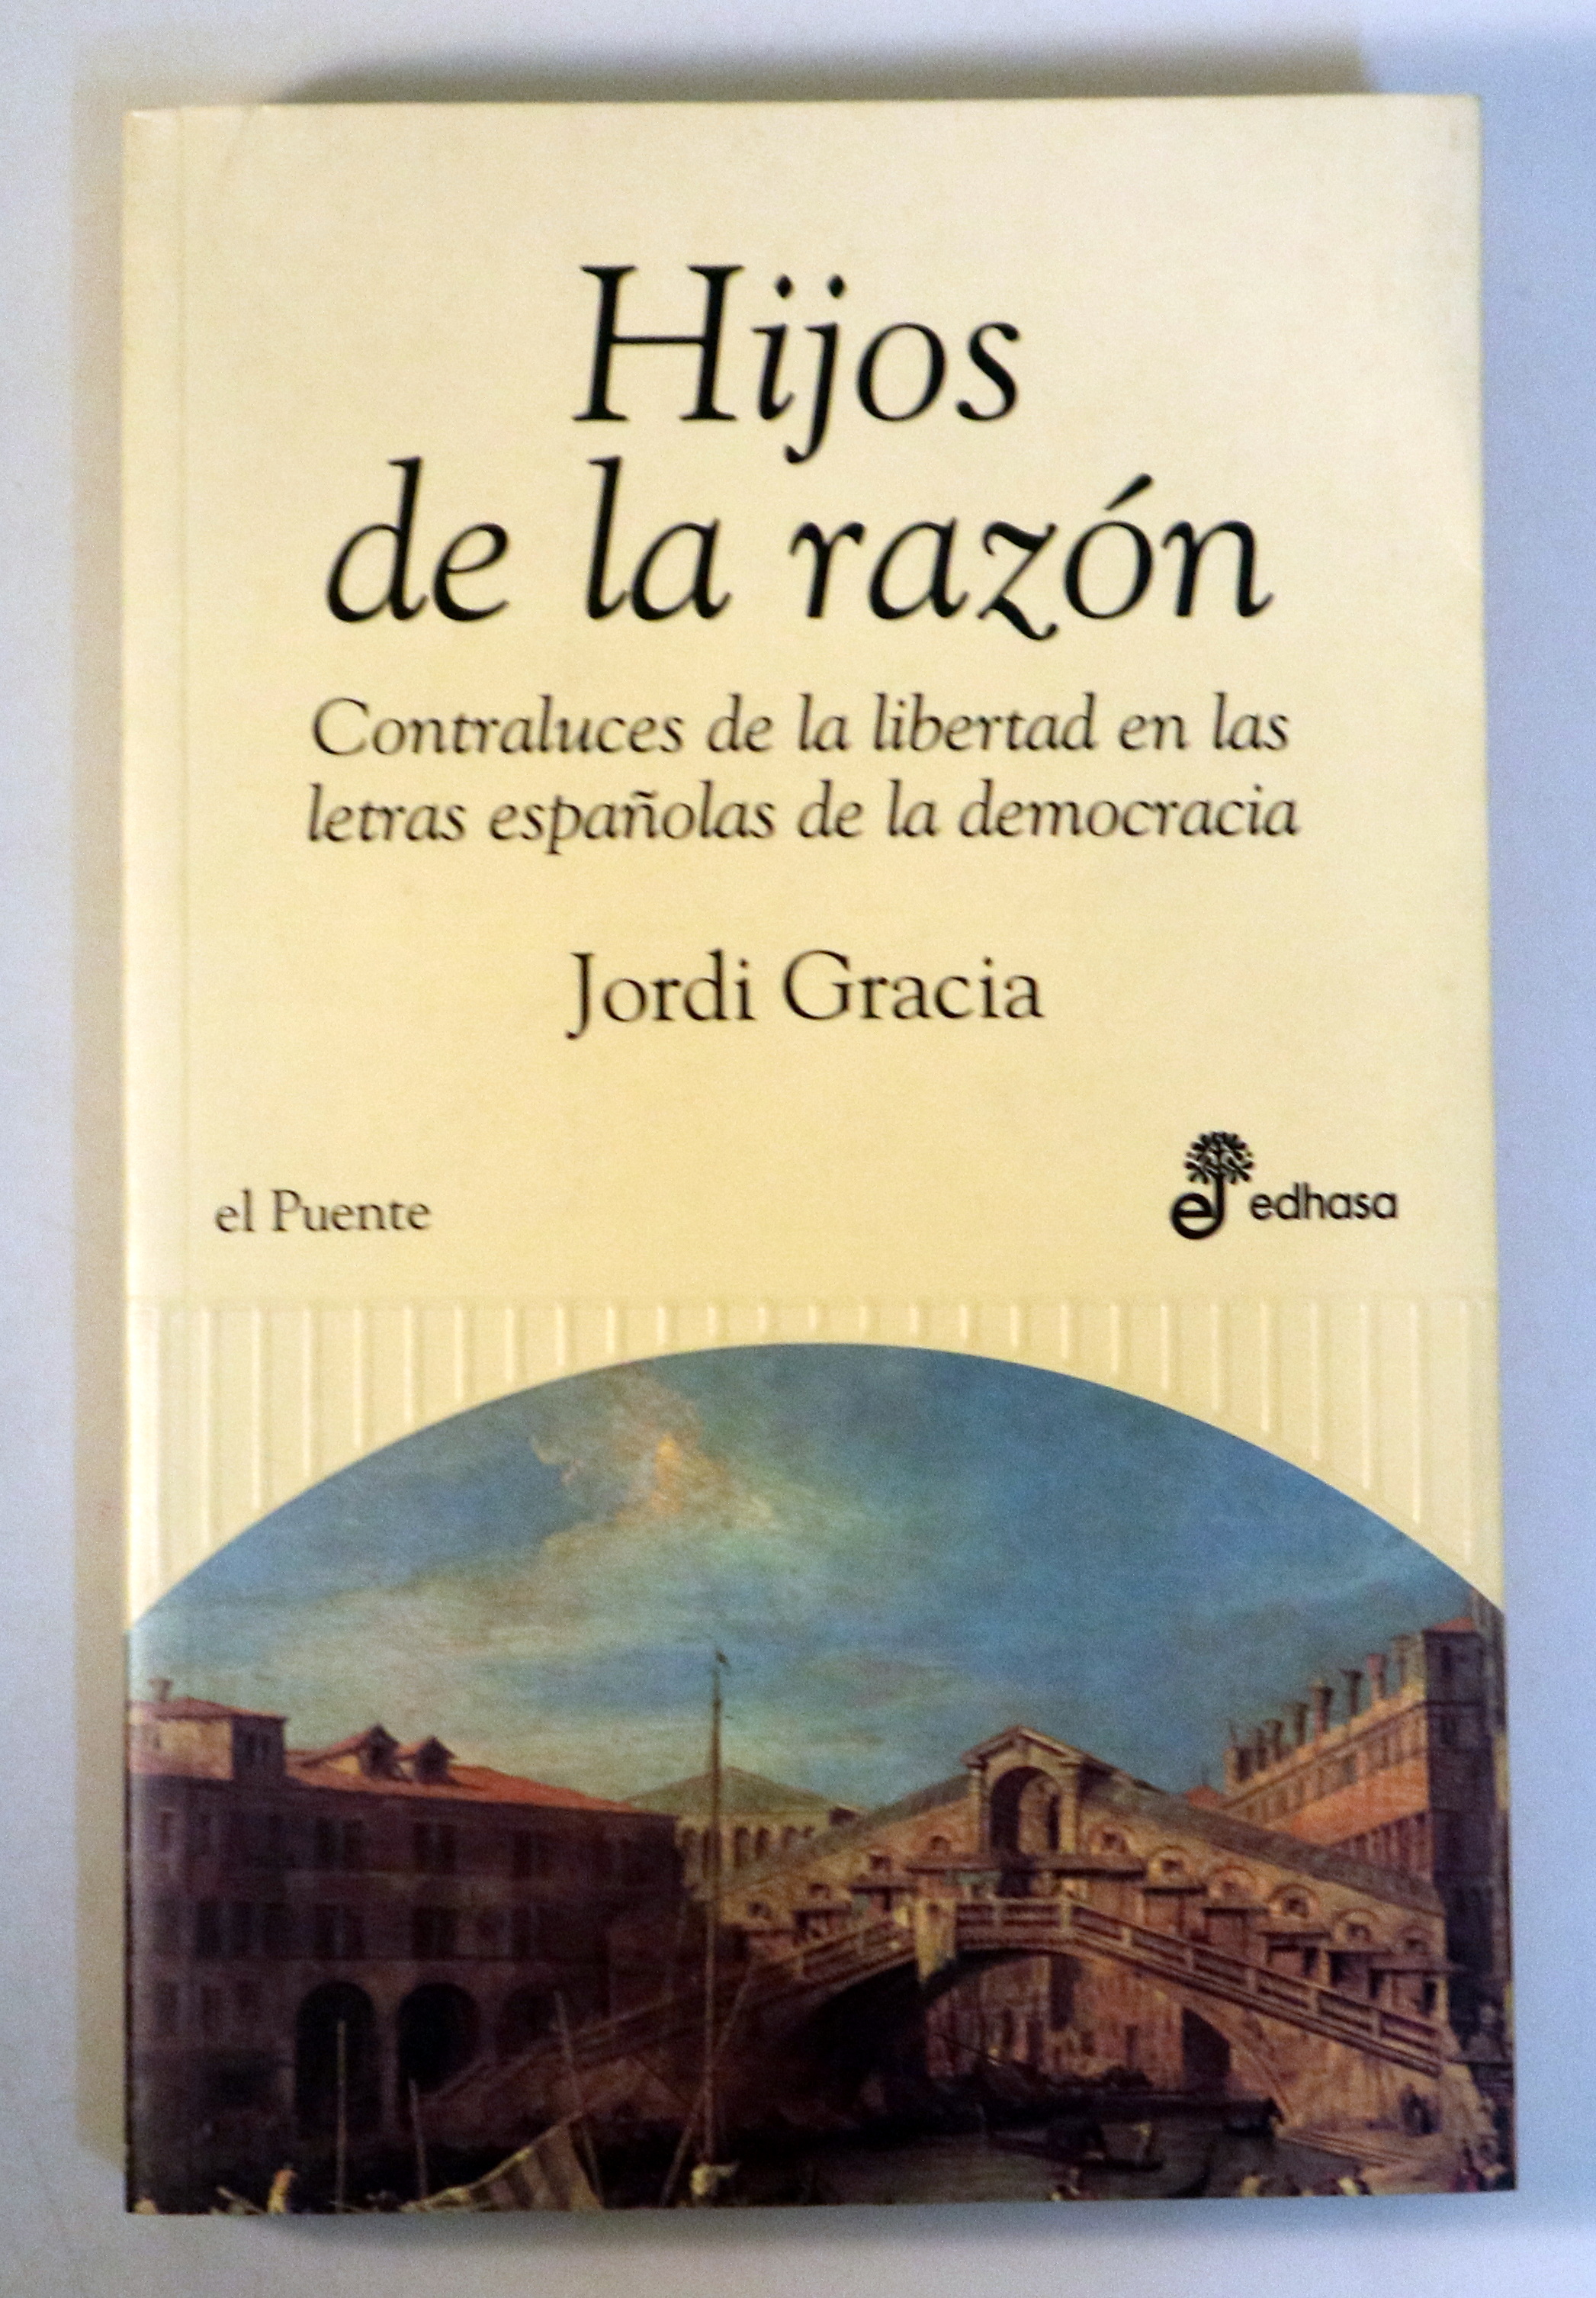 Hijos
de la razón
Contraluces de la libertad en las
letras españolas de la democracia
Jordi Gracia
el Puente
edhasa